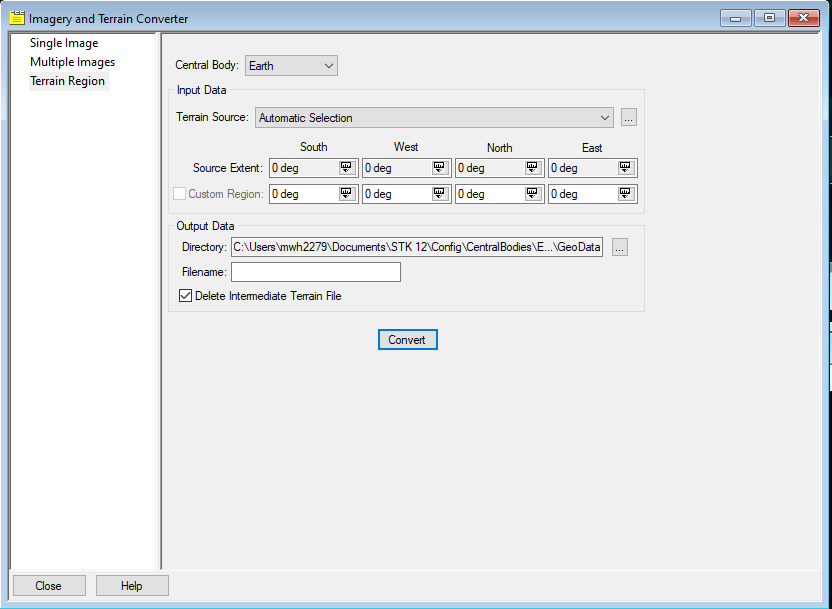 Imagery and Terrain Converter
Single Image
Multiple Images
Terrain Region
Central Body: Earth
Input Data
Terrain Source: Automatic Selection ...
South West North East
Source Extent: 0 deg 0 deg 0 deg 0 deg
Custom Region: 0 deg 0 deg 0 deg 0 deg
Output Data
Directory: C:\Users\mwh2279\Documents\STK 12\Config\CentralBodies\E...\GeoData ...
Filename:
Delete Intermediate Terrain File
Convert
Close Help